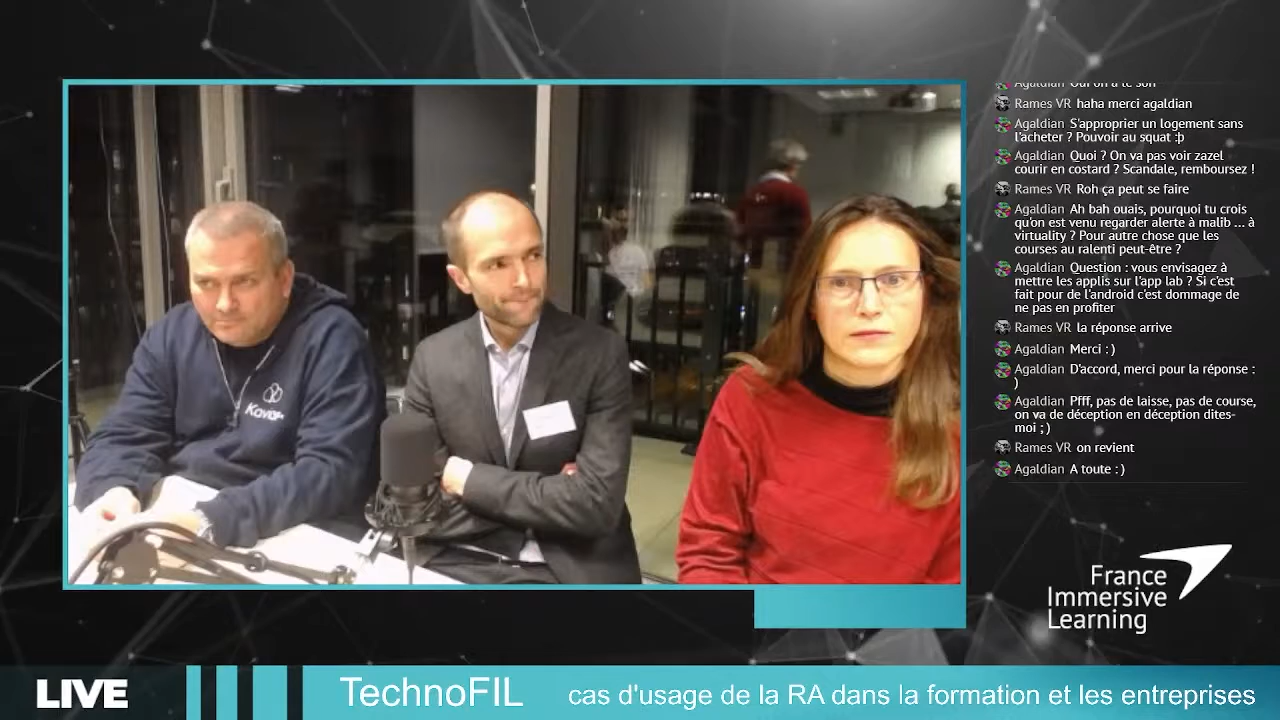 Agaldian Oui on a le son
Rames VR haha merci agaldian
Agaldian S'approprier un logement sans
l'acheter ? Pouvoir au squat :þ
Agaldian Quoi ? On va pas voir zazel
courir en costard ? Scandale, remboursez !
Rames VR Roh ça peut se faire
Agaldian Ah bah ouais, pourquoi tu crois
qu'on est venu regarder alerte à malib ... à
virtuality ? Pour autre chose que les
courses au ralenti peut-être ?
Agaldian Question : vous envisagez à
mettre les applis sur l'app lab ? Si c'est
fait pour de l'android c'est dommage de
ne pas en profiter
Rames VR la réponse arrive
Agaldian Merci : )
Agaldian D'accord, merci pour la réponse :
)
Agaldian Pfff, pas de laisse, pas de course,
on va de déception en déception dites-
moi ; )
Rames VR on revient
Agaldian A toute : )
France
Immersive
Learning
LIVE
TechnoFIL
cas d'usage de la RA dans la formation et les entreprises